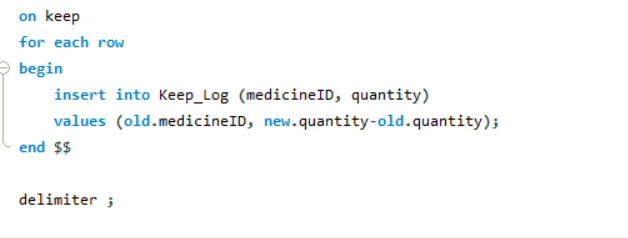 on keep
for each row
begin
insert into Keep_Log (medicineID, quantity)
values (old.medicineID, new.quantity-old.quantity);
end $$
delimiter ;